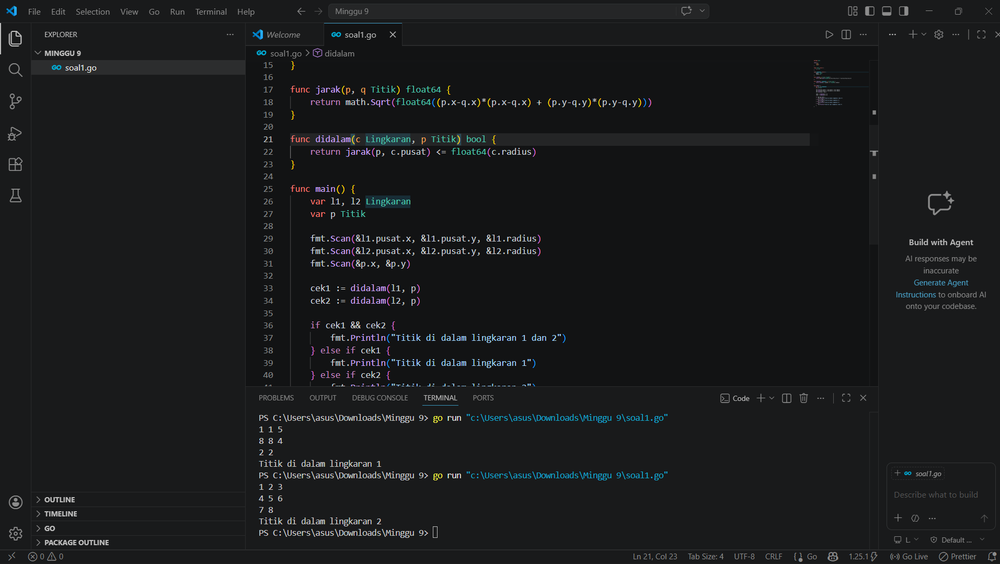 File Edit Selection View Go Run Terminal Help
Minggu 9
EXPLORER
MINGGU 9
soal1.go
OUTLINE
TIMELINE
GO
PACKAGE OUTLINE
Welcome
soal1.go
soal1.go > didalam
15 }
16
17 func jarak(p, q Titik) float64 {
18 return math.Sqrt(float64((p.x-q.x)*(p.x-q.x) + (p.y-q.y)*(p.y-q.y)))
19 }
20
21 func didalam(c Lingkaran, p Titik) bool {
22 return jarak(p, c.pusat) <= float64(c.radius)
23 }
24
25 func main() {
26 var l1, l2 Lingkaran
27 var p Titik
28
29 fmt.Scan(&l1.pusat.x, &l1.pusat.y, &l1.radius)
30 fmt.Scan(&l2.pusat.x, &l2.pusat.y, &l2.radius)
31 fmt.Scan(&p.x, &p.y)
32
33 cek1 := didalam(l1, p)
34 cek2 := didalam(l2, p)
35
36 if cek1 && cek2 {
37 fmt.Println("Titik di dalam lingkaran 1 dan 2")
38 } else if cek1 {
39 fmt.Println("Titik di dalam lingkaran 1")
40 } else if cek2 {
41 fmt.Println("Titik di dalam lingkaran 2")
PROBLEMS OUTPUT DEBUG CONSOLE TERMINAL PORTS
Code
PS C:\Users\asus\Downloads\Minggu 9> go run "c:\Users\asus\Downloads\Minggu 9\soal1.go"
1 1 5
8 8 4
2 2
Titik di dalam lingkaran 1
PS C:\Users\asus\Downloads\Minggu 9> go run "c:\Users\asus\Downloads\Minggu 9\soal1.go"
1 2 3
4 5 6
7 8
Titik di dalam lingkaran 2
PS C:\Users\asus\Downloads\Minggu 9>
Build with Agent
AI responses may be
inaccurate
Generate Agent
Instructions to onboard AI
onto your codebase.
soal1.go
Describe what to build
L.
Default ...
0 0
Ln 21, Col 23 Tab Size: 4 UTF-8 CRLF Go 1.25.1 Go Live Prettier